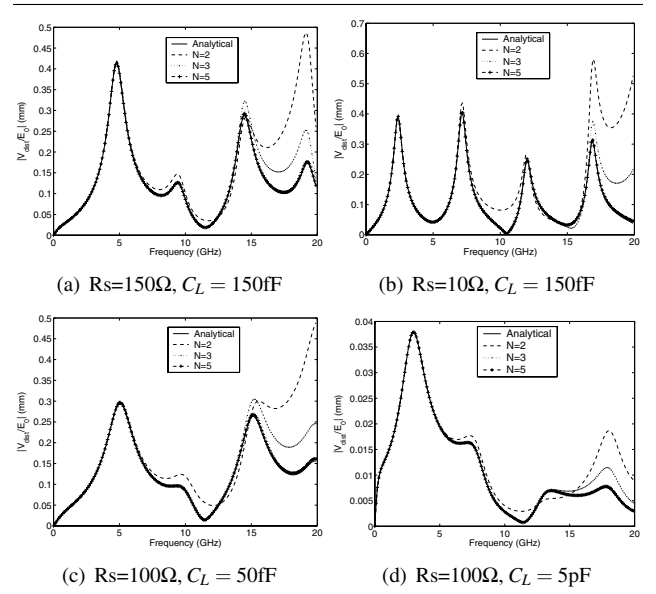 0.5
0.45
0.4
0.35
0.3
0.25
0.2
0.15
0.1
0.05
0
|V_dist/E_0| (mm)
Analytical
N=2
N=3
N=5
0 5 10 15 20
Frequency (GHz)
(a) Rs=150Ω, C_L = 150fF
0.7
0.6
0.5
0.4
0.3
0.2
0.1
0
|V_dist/E_0| (mm)
Analytical
N=2
N=3
N=5
0 5 10 15 20
Frequency (GHz)
(b) Rs=10Ω, C_L = 150fF
0.5
0.45
0.4
0.35
0.3
0.25
0.2
0.15
0.1
0.05
0
|V_dist/E_0| (mm)
Analytical
N=2
N=3
N=5
0 5 10 15 20
Frequency (GHz)
(c) Rs=100Ω, C_L = 50fF
0.04
0.035
0.03
0.025
0.02
0.015
0.01
0.005
0
|V_dist/E_0| (mm)
Analytical
N=2
N=3
N=5
0 5 10 15 20
Frequency (GHz)
(d) Rs=100Ω, C_L = 5pF